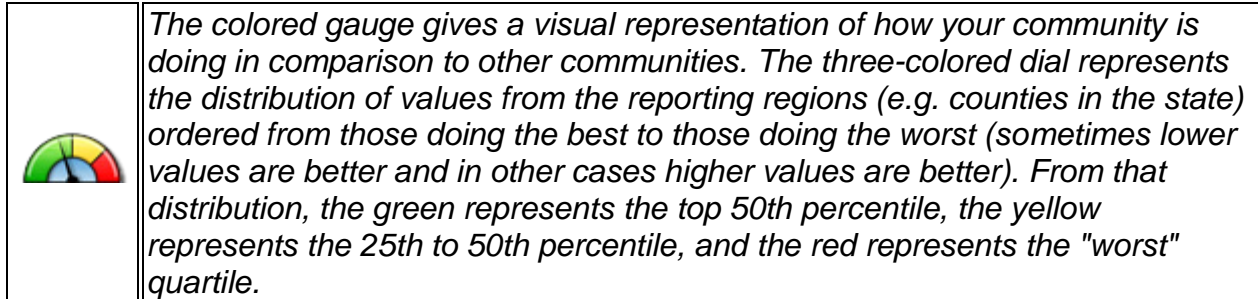 The colored gauge gives a visual representation of how your community is
doing in comparison to other communities. The three-colored dial represents
the distribution of values from the reporting regions (e.g. counties in the state)
ordered from those doing the best to those doing the worst (sometimes lower
values are better and in other cases higher values are better). From that
distribution, the green represents the top 50th percentile, the yellow
represents the 25th to 50th percentile, and the red represents the "worst"
quartile.